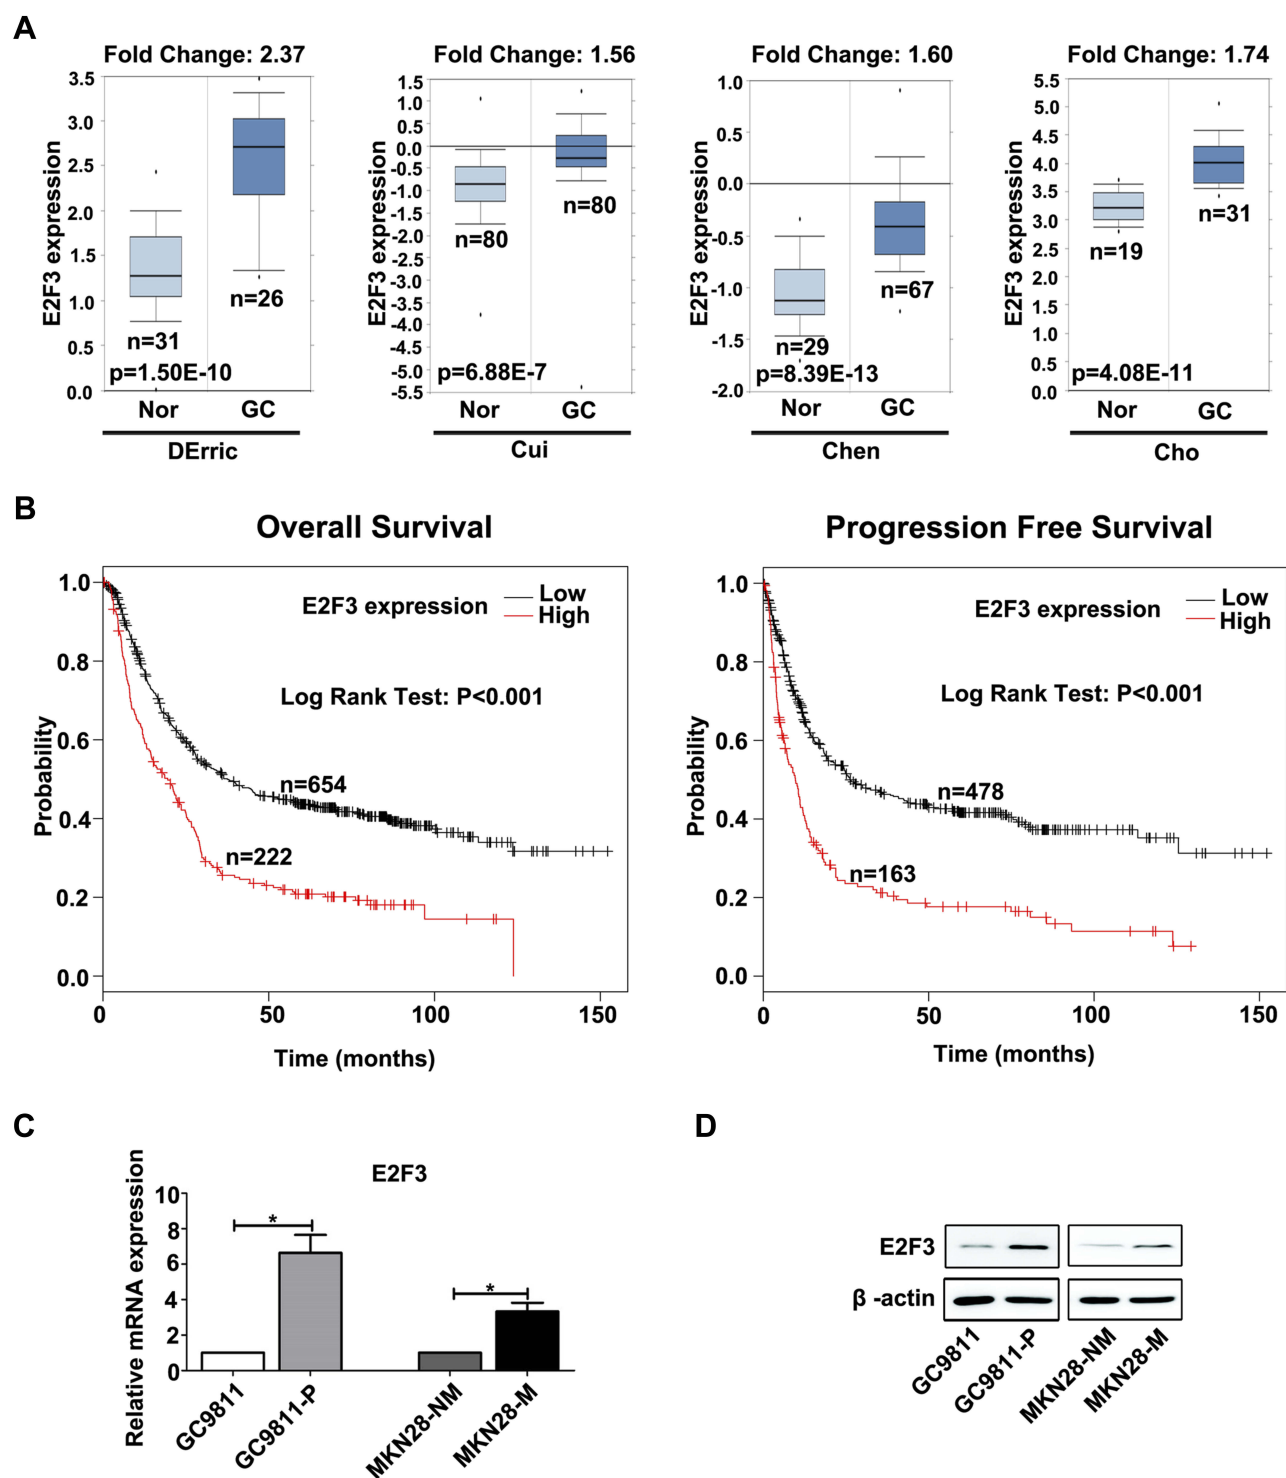 A
Fold Change: 2.37
E2F3 expression
3.5
3.0
2.5
2.0
1.5
1.0
0.5
0.0
n=31
n=26
p=1.50E-10
Nor
GC
DErric
Fold Change: 1.56
E2F3 expression
1.5
1.0
0.5
0.0
-0.5
-1.0
-1.5
-2.0
-2.5
-3.0
-3.5
-4.0
-4.5
-5.0
-5.5
n=80
n=80
p=6.88E-7
Nor
GC
Cui
Fold Change: 1.60
E2F3 expression
1.0
0.5
0.0
-0.5
-1.0
-1.5
-2.0
n=29
n=67
p=8.39E-13
Nor
GC
Chen
Fold Change: 1.74
E2F3 expression
5.5
5.0
4.5
4.0
3.5
3.0
2.5
2.0
1.5
1.0
0.5
0.0
n=19
n=31
p=4.08E-11
Nor
GC
Cho
B
Overall Survival
Probability
1.0
0.8
0.6
0.4
0.2
0.0
E2F3 expression
Low
High
Log Rank Test: P<0.001
n=654
n=222
0
50
100
150
Time (months)
Progression Free Survival
Probability
1.0
0.8
0.6
0.4
0.2
0.0
E2F3 expression
Low
High
Log Rank Test: P<0.001
n=478
n=163
0
50
100
150
Time (months)
C
E2F3
Relative mRNA expression
10
8
6
4
2
0
*
*
GC9811
GC9811-P
MKN28-NM
MKN28-M
D
E2F3
β -actin
GC9811
GC9811-P
MKN28-NM
MKN28-M